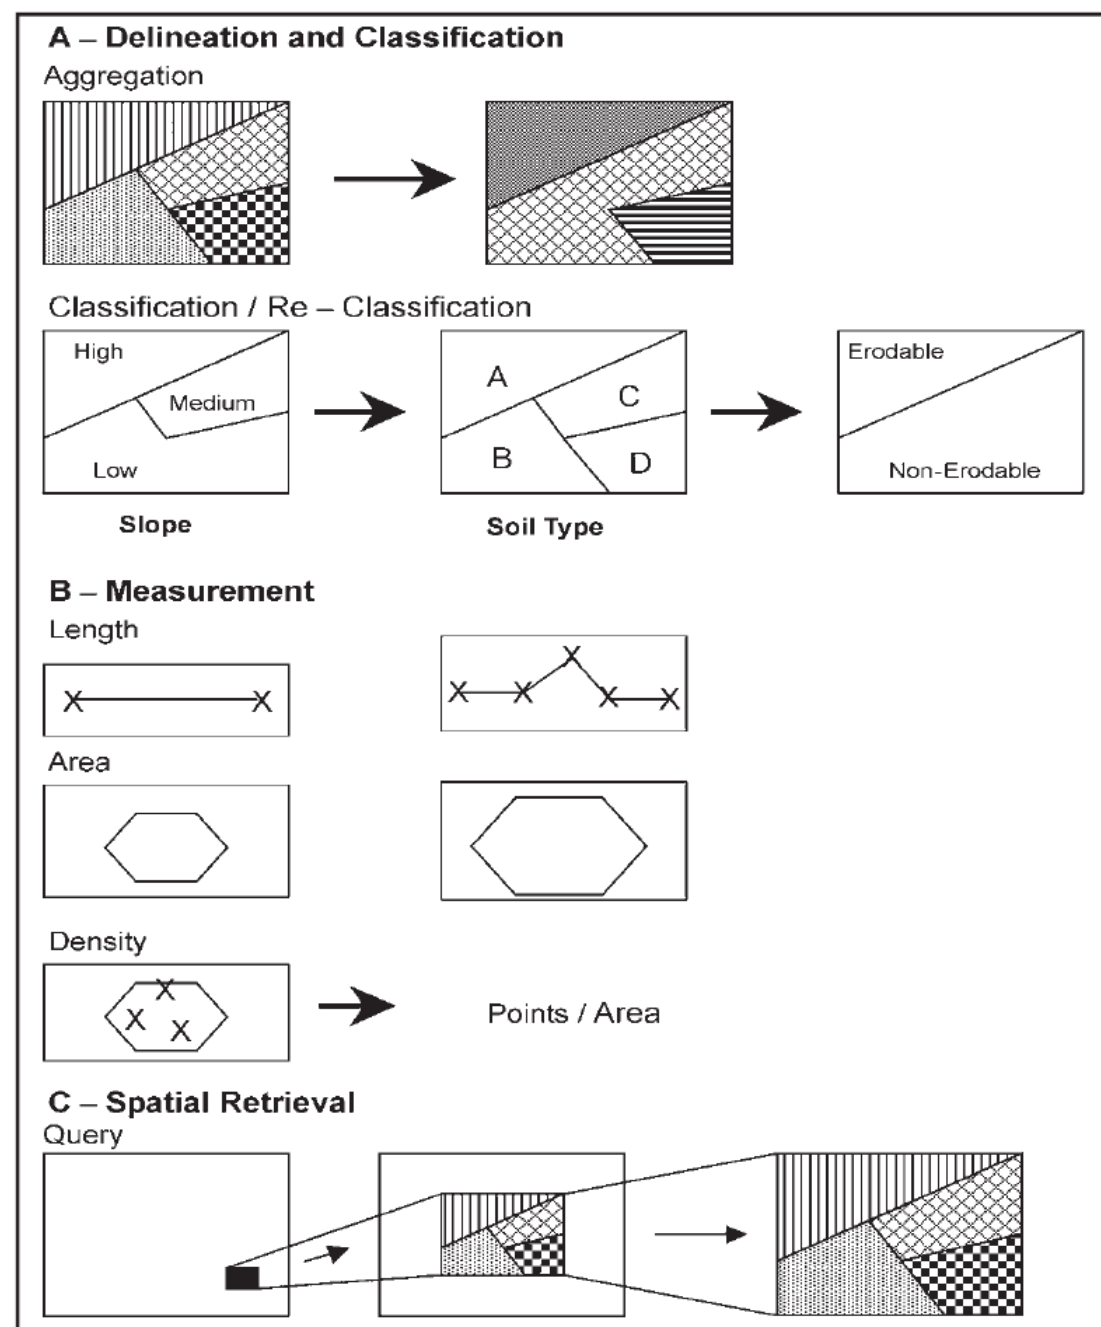 A – Delineation and Classification
Aggregation
Classification / Re – Classification
High
Medium
Low
Slope
A
C
B
D
Soil Type
Erodable
Non-Erodable
B – Measurement
Length
X X
X X X X X
Area
Density
X
X X
Points / Area
C – Spatial Retrieval
Query